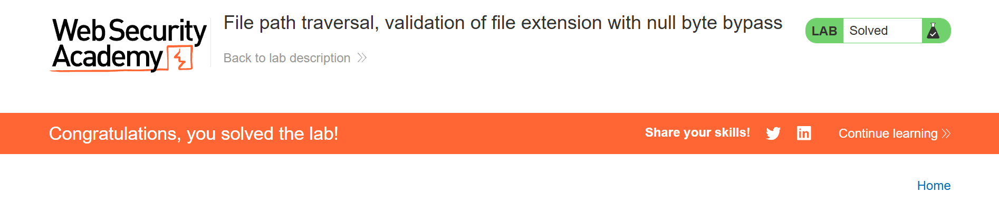 Web Security
Academy
File path traversal, validation of file extension with null byte bypass
Back to lab description
LAB Solved
Congratulations, you solved the lab!
Share your skills!
Continue learning
Home